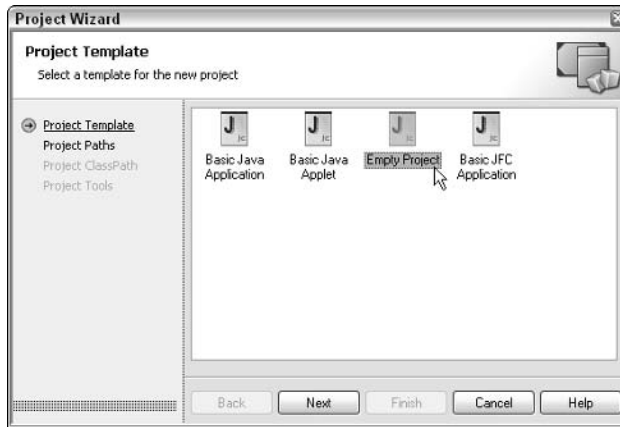 Project Wizard
Project Template
Select a template for the new project
Project Template
Project Paths
Project ClassPath
Project Tools
Basic Java
Application
Basic Java
Applet
Empty Project
Basic JFC
Application
Back
Next
Finish
Cancel
Help